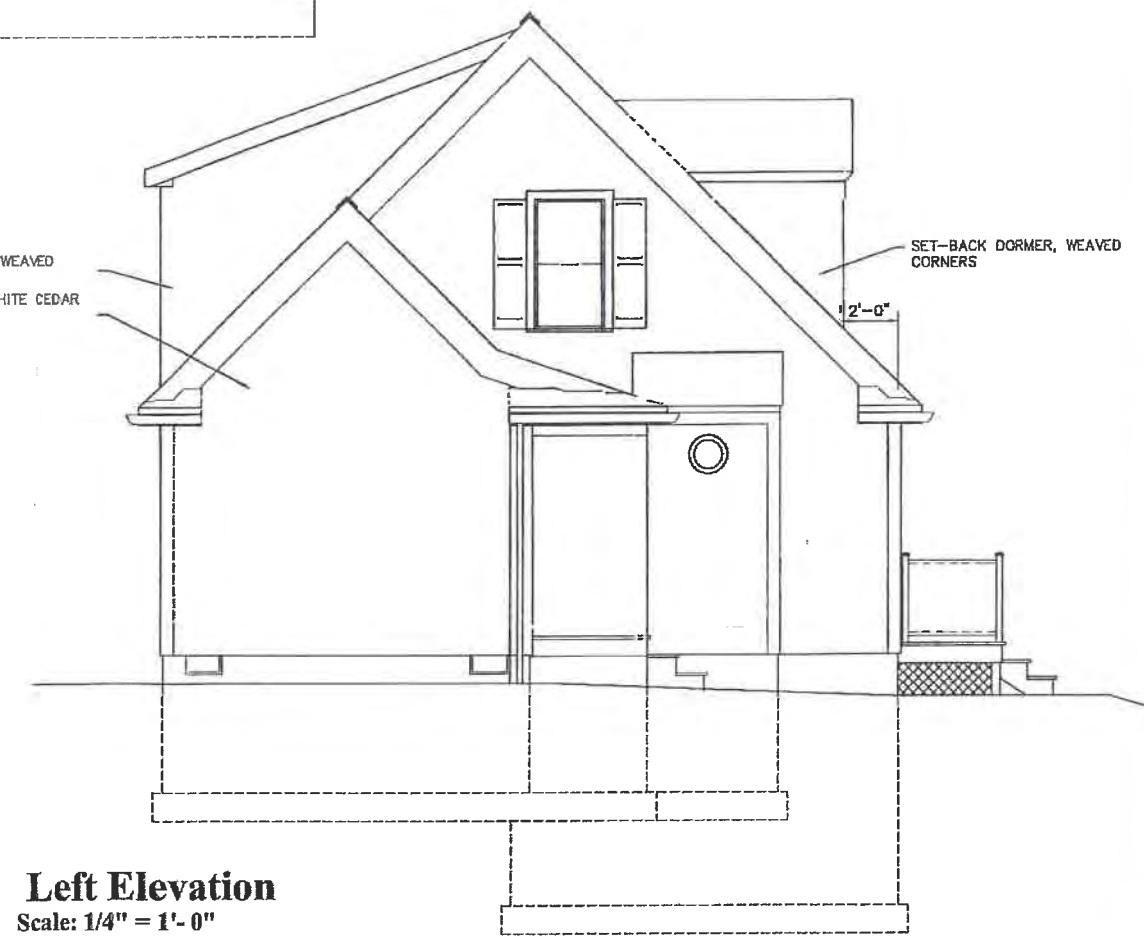 WEAVED
HITE CEDAR
SET-BACK DORMER, WEAVED
CORNERS
2'-0"
Left Elevation
Scale: 1/4" = 1'- 0"